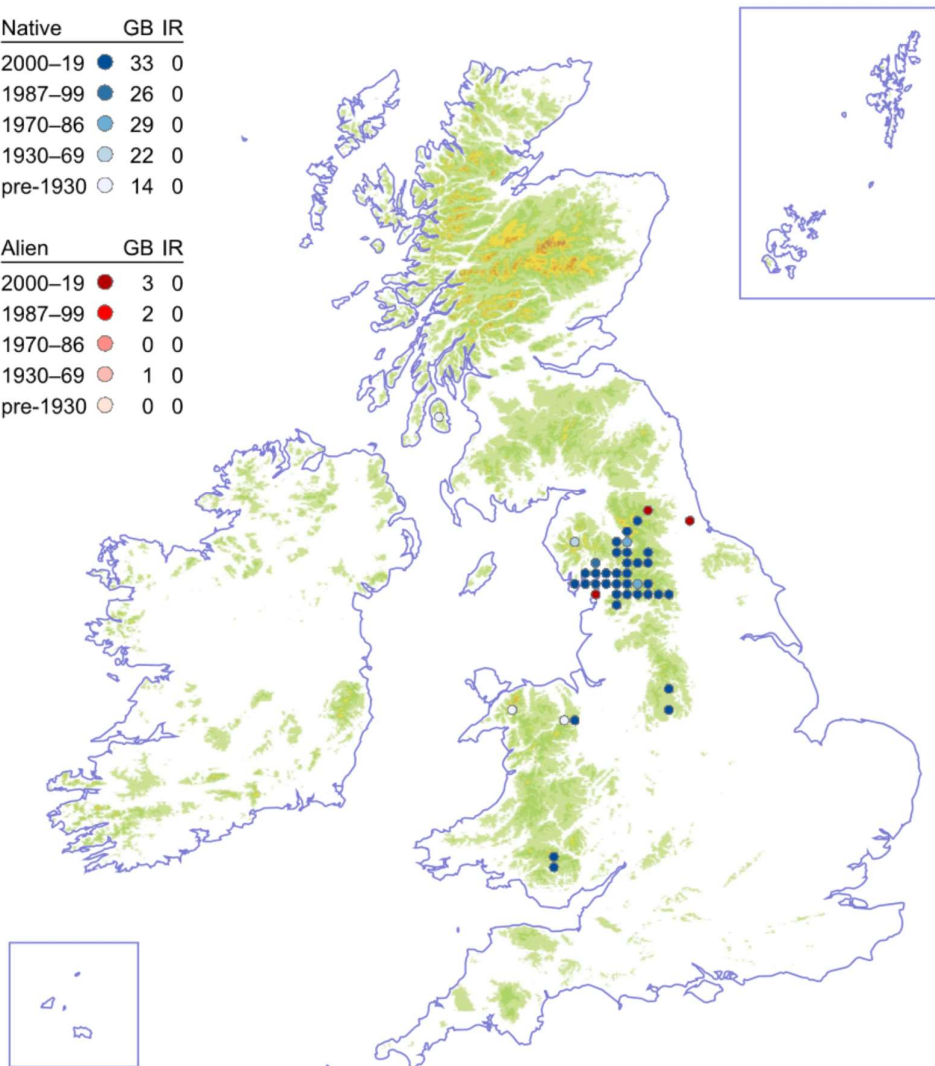 Native GB IR
2000–19 33 0
1987–99 26 0
1970–86 29 0
1930–69 22 0
pre-1930 14 0
Alien GB IR
2000–19 3 0
1987–99 2 0
1970–86 0 0
1930–69 1 0
pre-1930 0 0